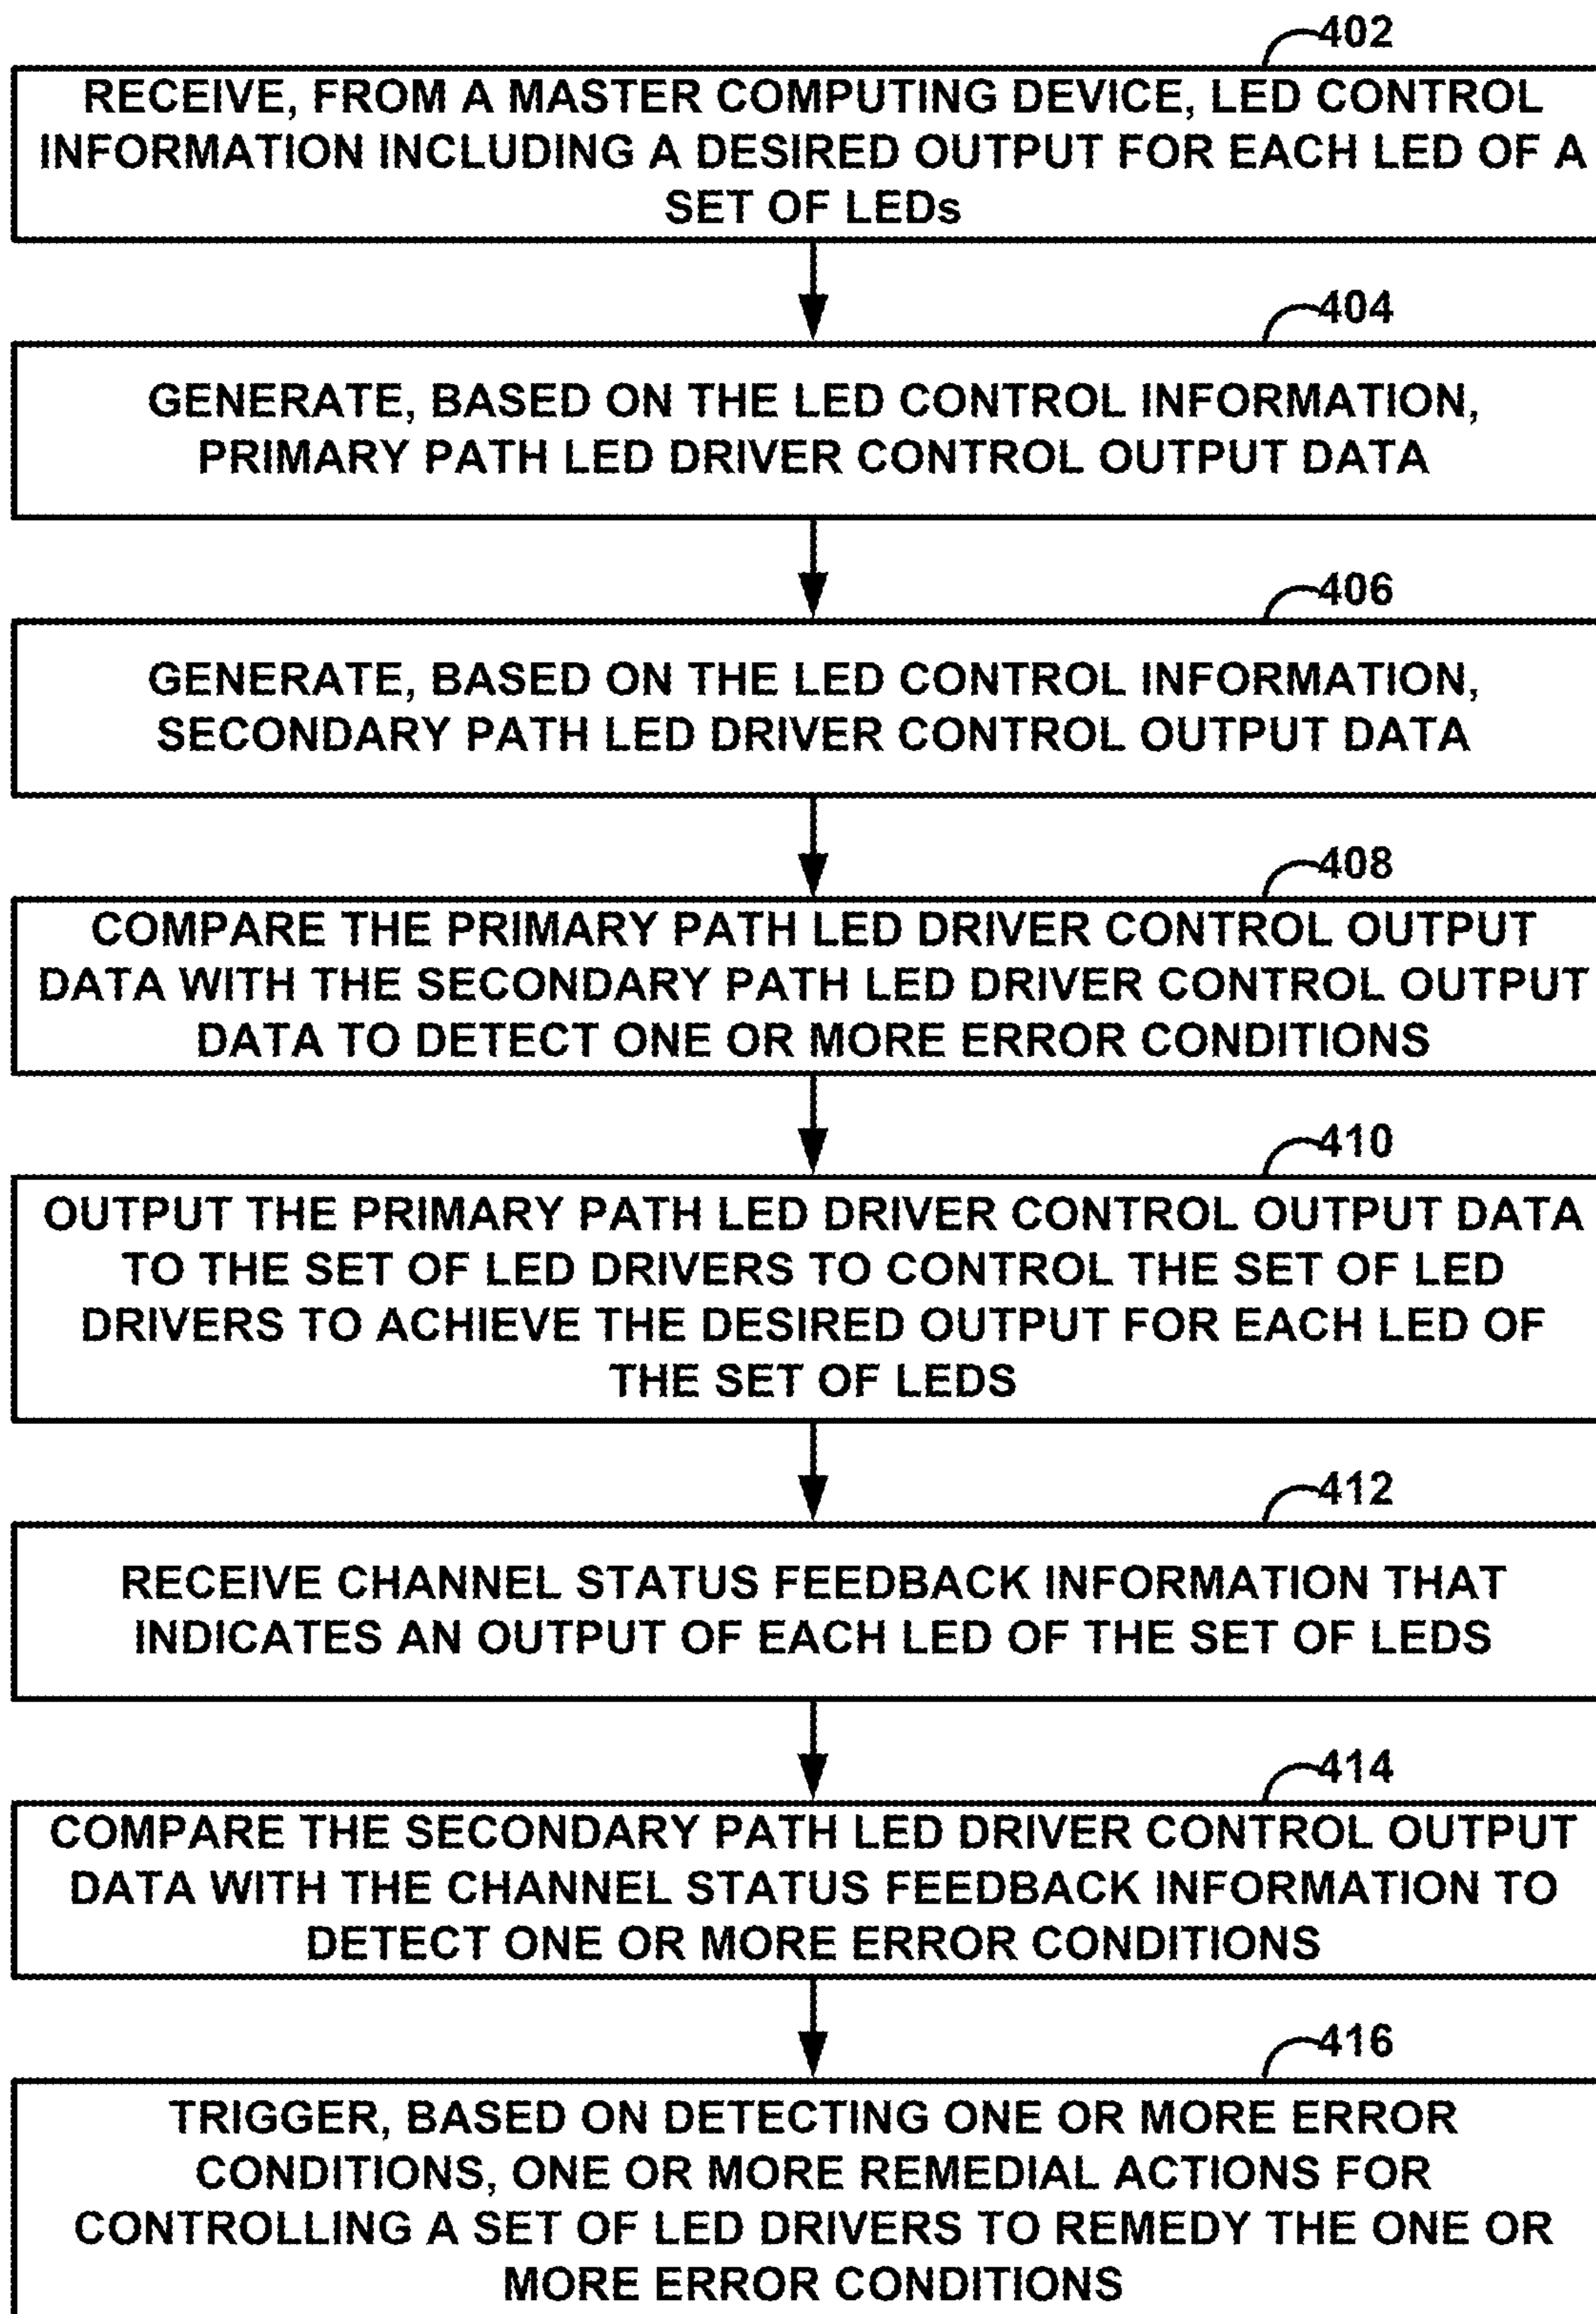 402
RECEIVE, FROM A MASTER COMPUTING DEVICE, LED CONTROL
INFORMATION INCLUDING A DESIRED OUTPUT FOR EACH LED OF A
SET OF LEDs
404
GENERATE, BASED ON THE LED CONTROL INFORMATION,
PRIMARY PATH LED DRIVER CONTROL OUTPUT DATA
406
GENERATE, BASED ON THE LED CONTROL INFORMATION,
SECONDARY PATH LED DRIVER CONTROL OUTPUT DATA
408
COMPARE THE PRIMARY PATH LED DRIVER CONTROL OUTPUT
DATA WITH THE SECONDARY PATH LED DRIVER CONTROL OUTPUT
DATA TO DETECT ONE OR MORE ERROR CONDITIONS
410
OUTPUT THE PRIMARY PATH LED DRIVER CONTROL OUTPUT DATA
TO THE SET OF LED DRIVERS TO CONTROL THE SET OF LED
DRIVERS TO ACHIEVE THE DESIRED OUTPUT FOR EACH LED OF
THE SET OF LEDS
412
RECEIVE CHANNEL STATUS FEEDBACK INFORMATION THAT
INDICATES AN OUTPUT OF EACH LED OF THE SET OF LEDS
414
COMPARE THE SECONDARY PATH LED DRIVER CONTROL OUTPUT
DATA WITH THE CHANNEL STATUS FEEDBACK INFORMATION TO
DETECT ONE OR MORE ERROR CONDITIONS
416
TRIGGER, BASED ON DETECTING ONE OR MORE ERROR
CONDITIONS, ONE OR MORE REMEDIAL ACTIONS FOR
CONTROLLING A SET OF LED DRIVERS TO REMEDY THE ONE OR
MORE ERROR CONDITIONS